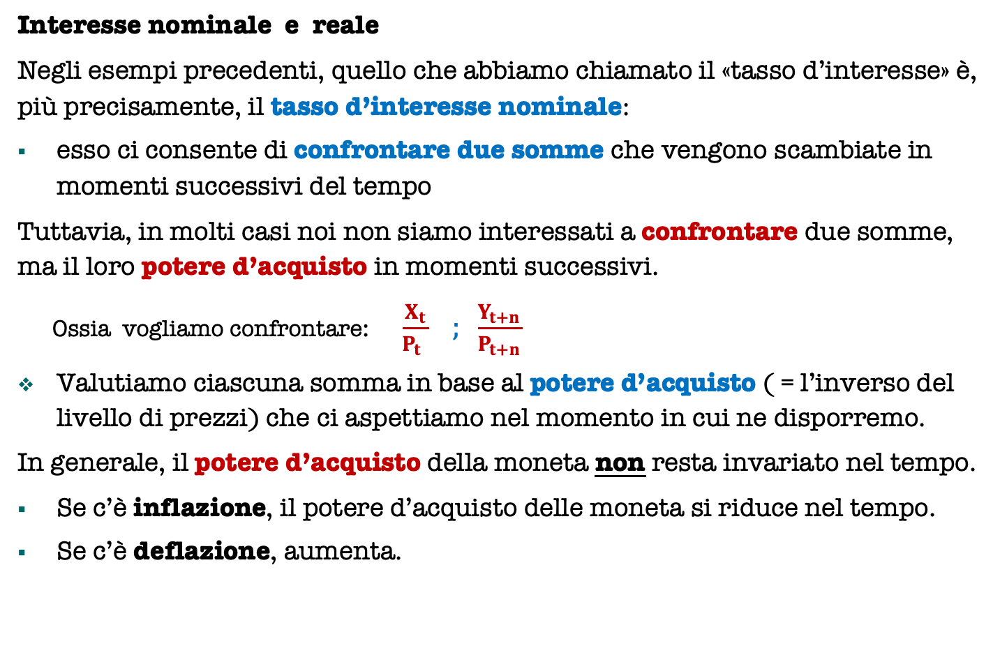 Interesse nominale e reale
Negli esempi precedenti, quello che abbiamo chiamato il «tasso d’interesse» è,
più precisamente, il tasso d’interesse nominale:
▪ esso ci consente di confrontare due somme che vengono scambiate in
momenti successivi del tempo
Tuttavia, in molti casi noi non siamo interessati a confrontare due somme,
ma il loro potere d’acquisto in momenti successivi.
Ossia vogliamo confrontare: X_t / P_t ; Y_{t+n} / P_{t+n}
❖ Valutiamo ciascuna somma in base al potere d’acquisto ( = l’inverso del
livello di prezzi) che ci aspettiamo nel momento in cui ne disporremo.
In generale, il potere d’acquisto della moneta non resta invariato nel tempo.
▪ Se c’è inflazione, il potere d’acquisto delle moneta si riduce nel tempo.
▪ Se c’è deflazione, aumenta.